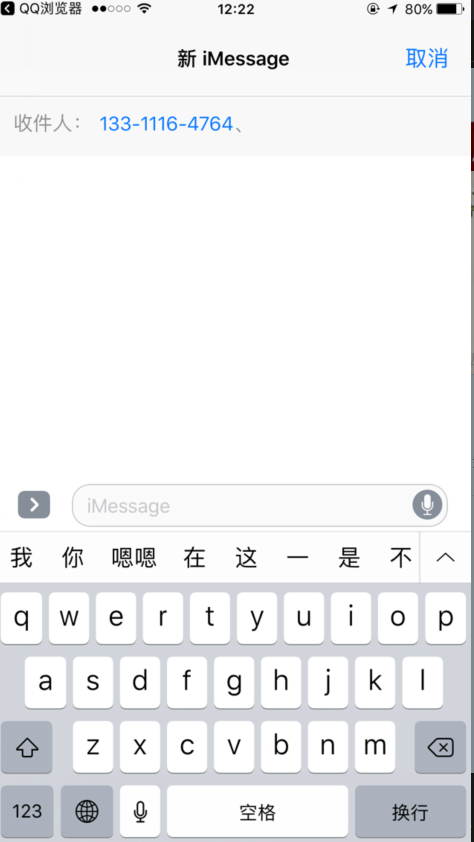 QQ浏览器 12:22 80%
新 iMessage 取消
收件人： 133-1116-4764、
iMessage
我 你 嗯嗯 在 这 一 是 不
q w e r t y u i o p
a s d f g h j k l
z x c v b n m
123 空格 换行